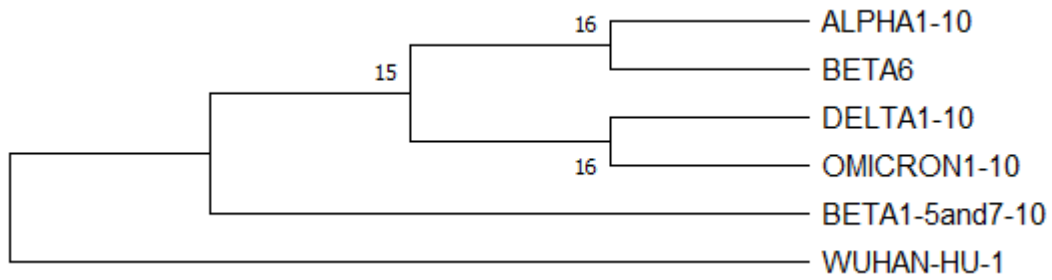 16
ALPHA1-10
15
BETA6
DELTA1-10
16
OMICRON1-10
BETA1-5and7-10
WUHAN-HU-1